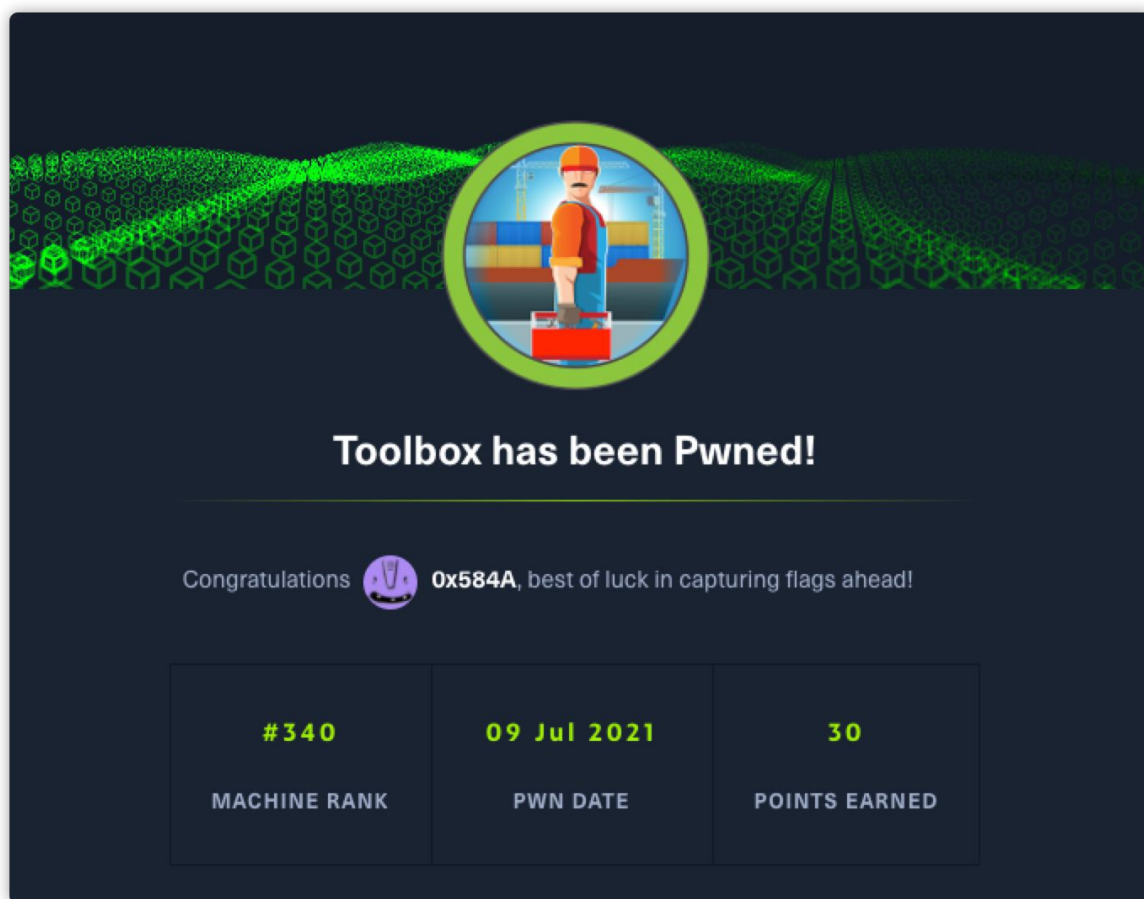 Toolbox has been Pwned!
Congratulations 0x584A, best of luck in capturing flags ahead!
#340 09 Jul 2021 30
MACHINE RANK PWN DATE POINTS EARNED